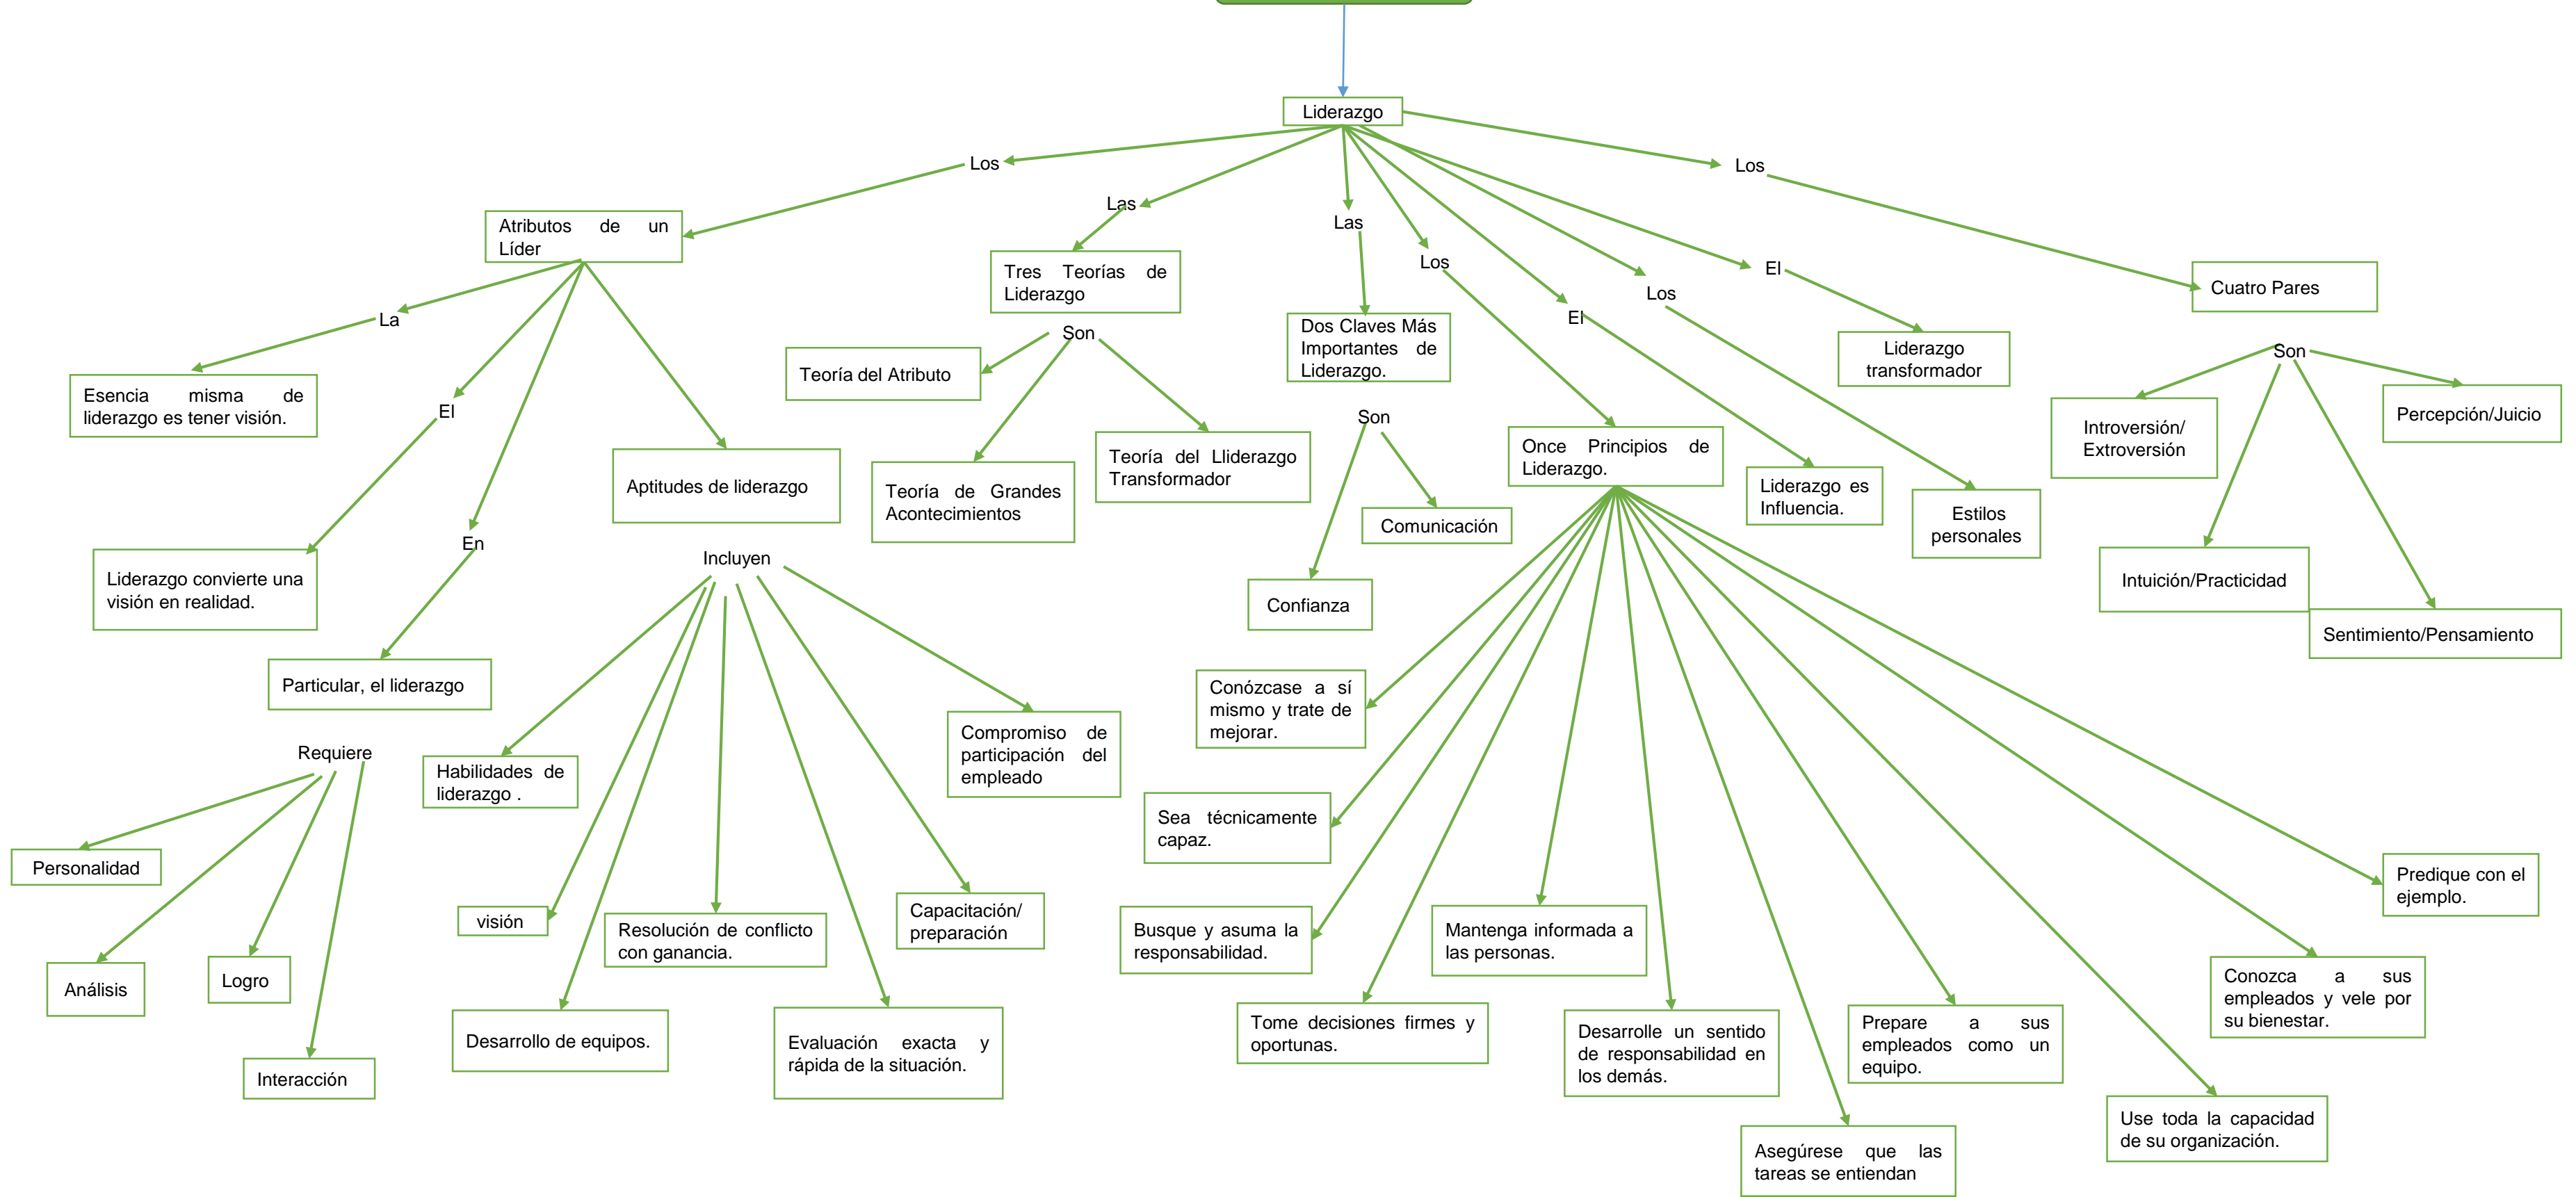 Liderazgo
Los
Los
Las
Las
Los
El
Los
El
Atributos de un
Líder
Tres Teorías de
Liderazgo
Dos Claves Más
Importantes de
Liderazgo.
Liderazgo
transformador
Cuatro Pares
La
Son
Son
Esencia misma de
liderazgo es tener visión.
Teoría del Atributo
El
Son
Introversión/
Extroversión
Percepción/Juicio
Aptitudes de liderazgo
Teoría de Grandes
Acontecimientos
Teoría del Lliderazgo
Transformador
Once Principios de
Liderazgo.
Liderazgo es
Influencia.
Estilos
personales
Comunicación
En
Incluyen
Liderazgo convierte una
visión en realidad.
Confianza
Intuición/Practicidad
Sentimiento/Pensamiento
Particular, el liderazgo
Conózcase a sí
mismo y trate de
mejorar.
Requiere
Habilidades de
liderazgo .
Compromiso de
participación del
empleado
Sea técnicamente
capaz.
Personalidad
Predique con el
ejemplo.
visión
Resolución de conflicto
con ganancia.
Capacitación/
preparación
Busque y asuma la
responsabilidad.
Mantenga informada a
las personas.
Análisis
Logro
Conozca a sus
empleados y vele por
su bienestar.
Desarrollo de equipos.
Evaluación exacta y
rápida de la situación.
Tome decisiones firmes y
oportunas.
Desarrolle un sentido
de responsabilidad en
los demás.
Prepare a sus
empleados como un
equipo.
Interacción
Use toda la capacidad
de su organización.
Asegúrese que las
tareas se entiendan